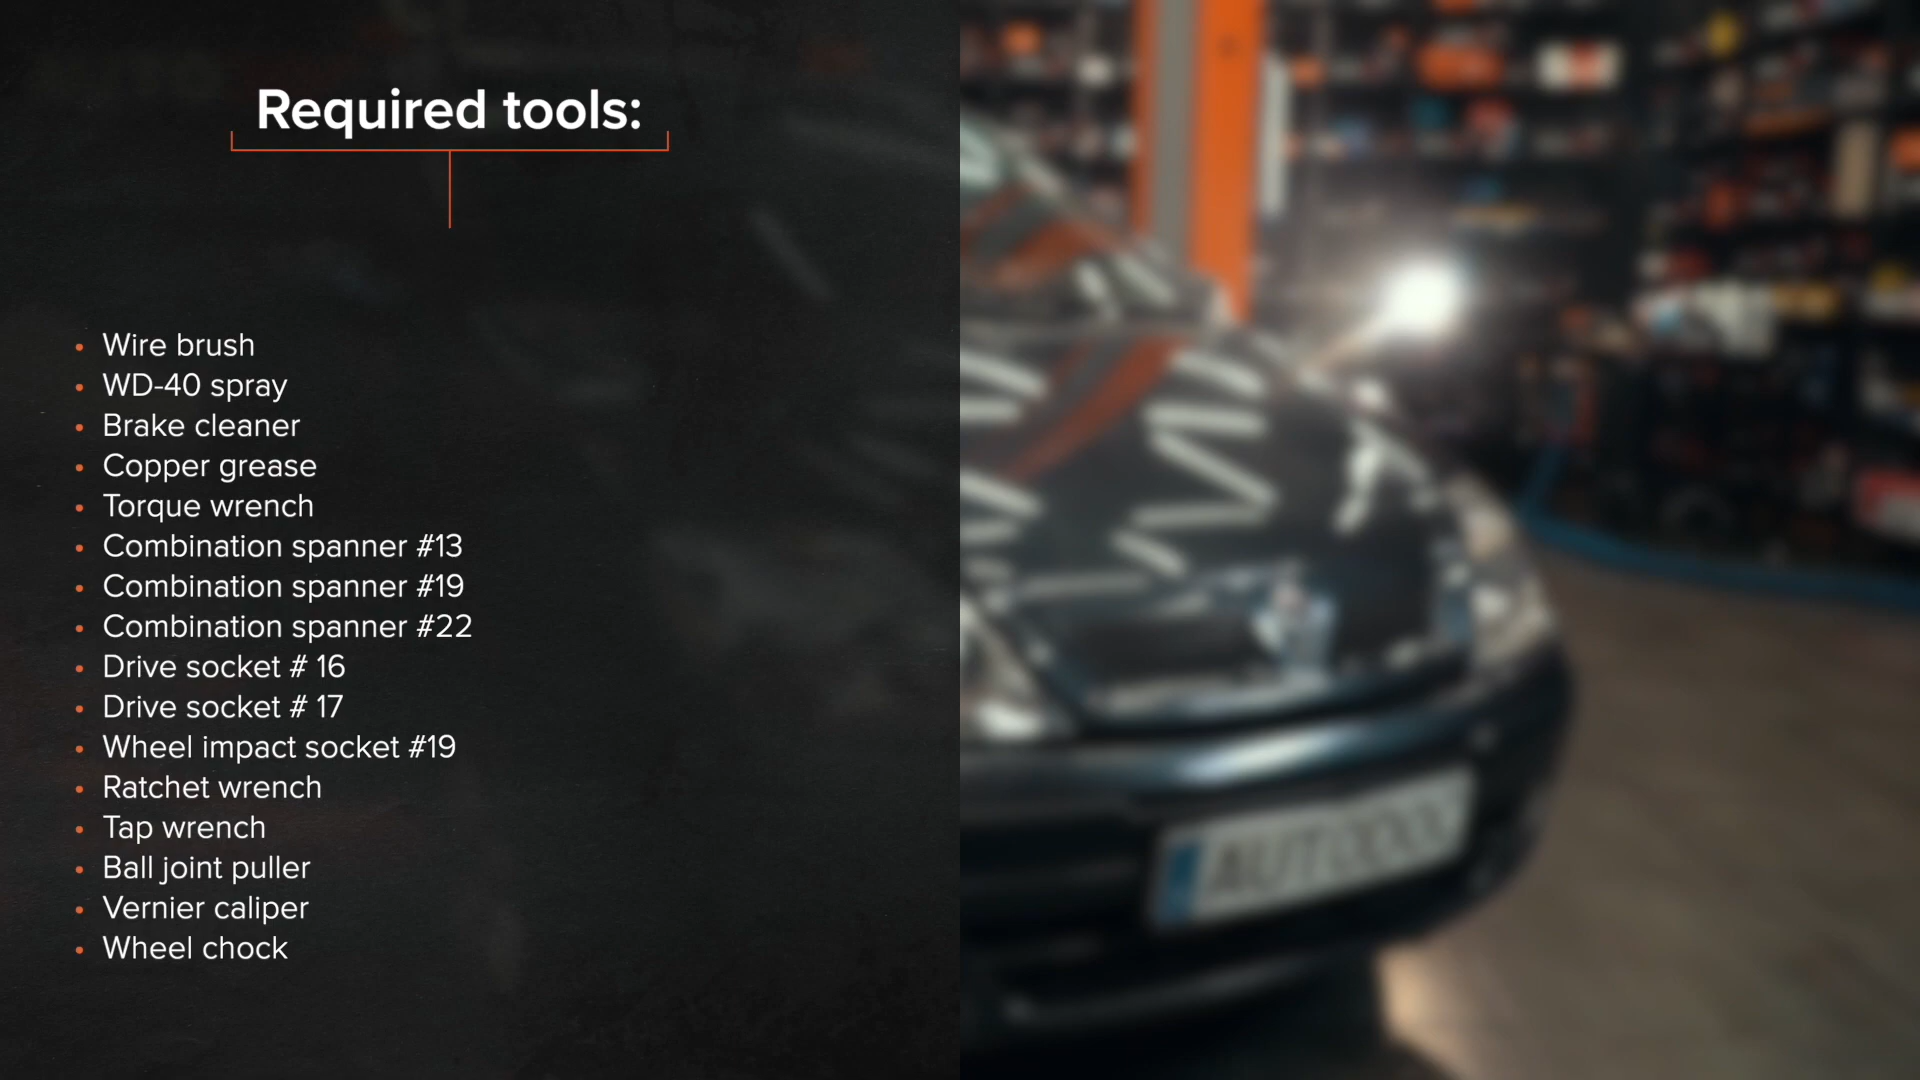 Required tools:
• Wire brush
• WD-40 spray
• Brake cleaner
• Copper grease
• Torque wrench
• Combination spanner #13
• Combination spanner #19
• Combination spanner #22
• Drive socket # 16
• Drive socket # 17
• Wheel impact socket #19
• Ratchet wrench
• Tap wrench
• Ball joint puller
• Vernier caliper
• Wheel chock